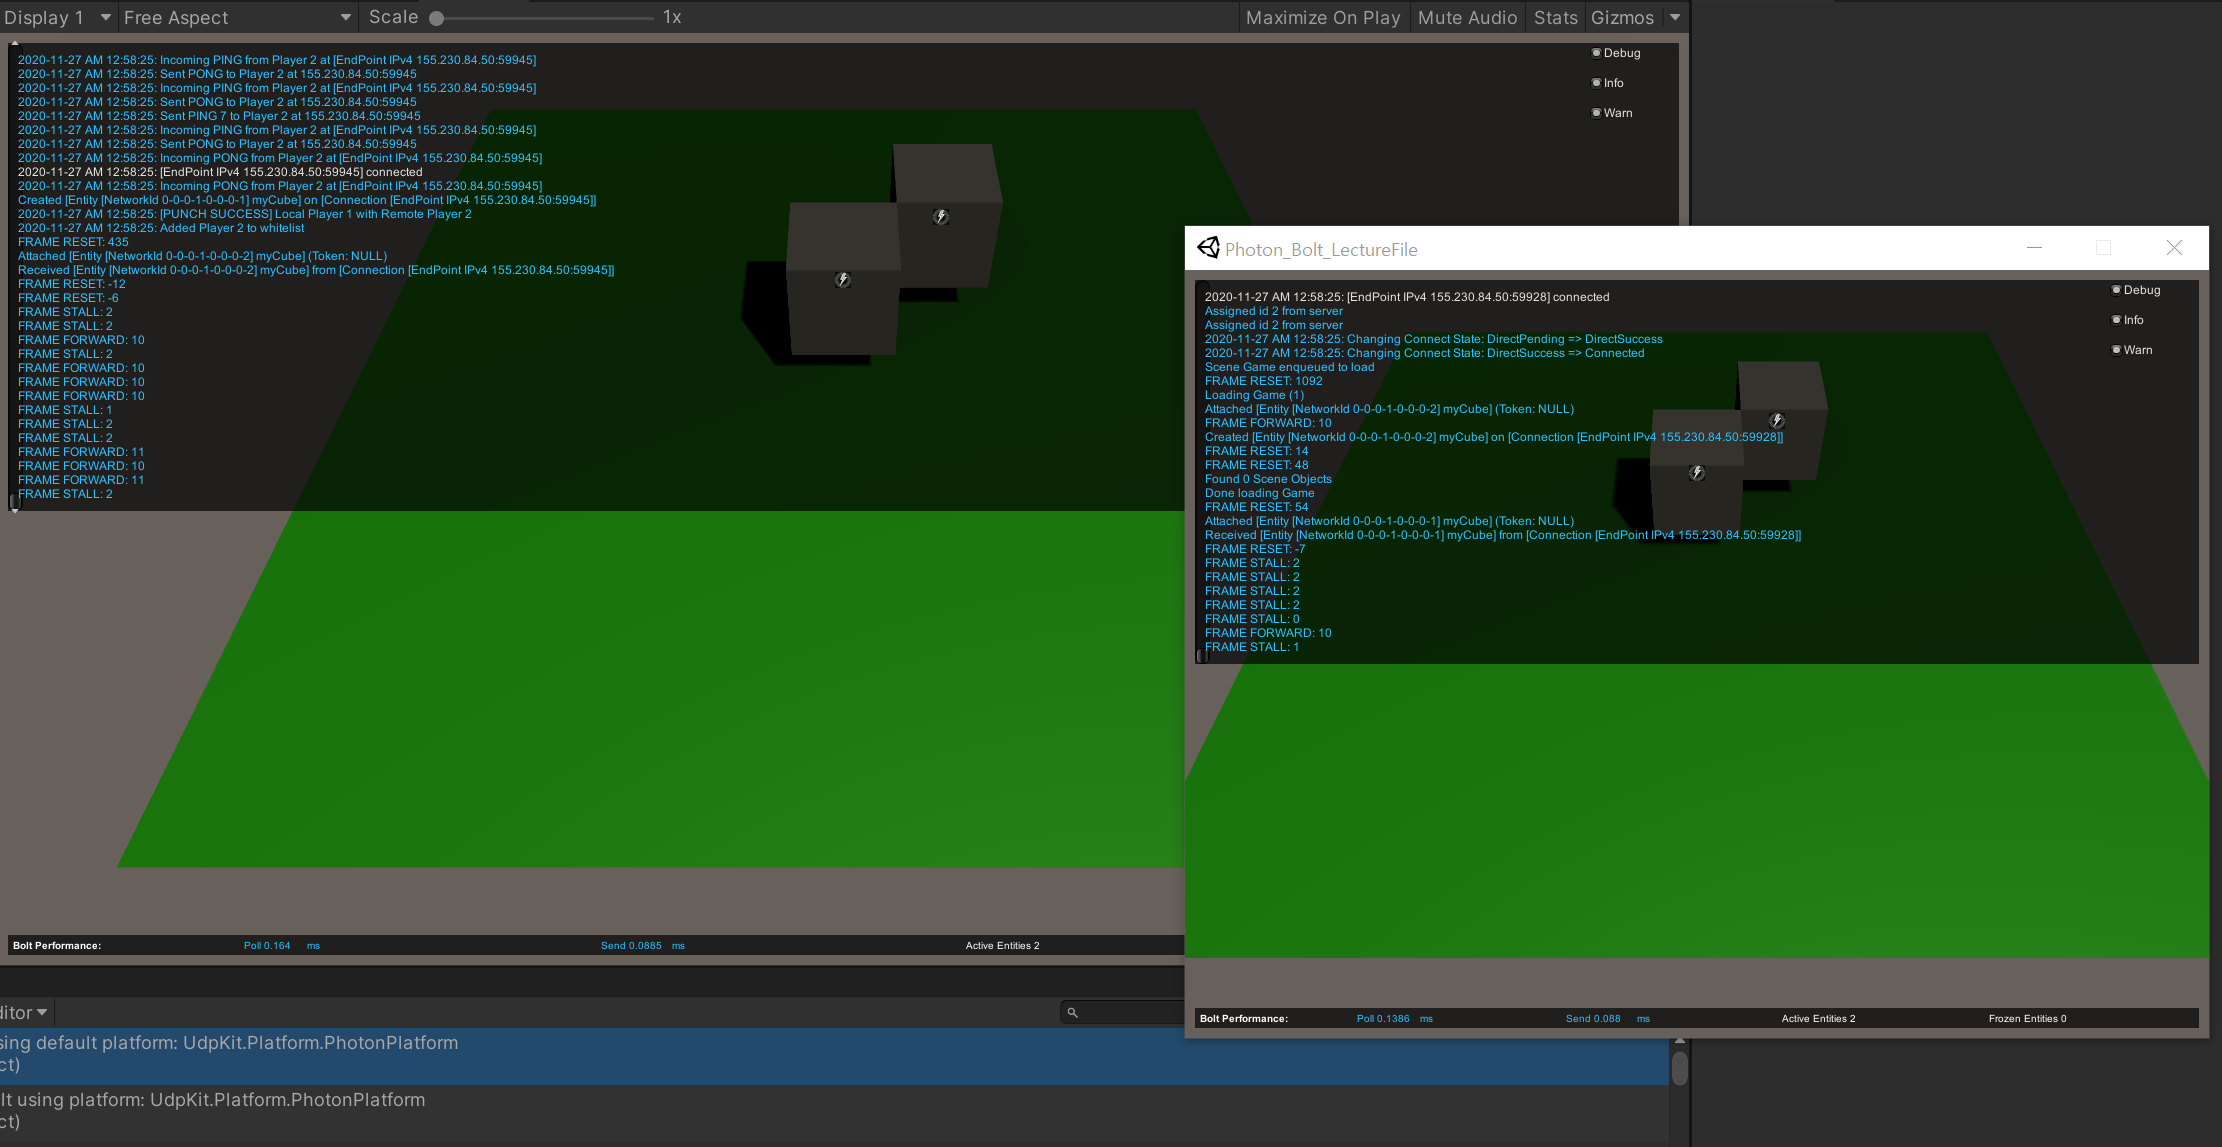 Display 1
Free Aspect
Scale
1x
Maximize On Play
Mute Audio
Stats
Gizmos
2020-11-27 AM 12:58:25: Incoming PING from Player 2 at [EndPoint IPv4 155.230.84.50:59945]
2020-11-27 AM 12:58:25: Sent PONG to Player 2 at 155.230.84.50:59945
2020-11-27 AM 12:58:25: Incoming PING from Player 2 at [EndPoint IPv4 155.230.84.50:59945]
2020-11-27 AM 12:58:25: Sent PONG to Player 2 at 155.230.84.50:59945
2020-11-27 AM 12:58:25: Sent PING 7 to Player 2 at 155.230.84.50:59945
2020-11-27 AM 12:58:25: Incoming PING from Player 2 at [EndPoint IPv4 155.230.84.50:59945]
2020-11-27 AM 12:58:25: Sent PONG to Player 2 at 155.230.84.50:59945
2020-11-27 AM 12:58:25: Incoming PONG from Player 2 at [EndPoint IPv4 155.230.84.50:59945]
2020-11-27 AM 12:58:25: [EndPoint IPv4 155.230.84.50:59945] connected
2020-11-27 AM 12:58:25: Incoming PONG from Player 2 at [EndPoint IPv4 155.230.84.50:59945]
Created [Entity [NetworkId 0-0-0-1-0-0-0-1] myCube] on [Connection [EndPoint IPv4 155.230.84.50:59945]]
2020-11-27 AM 12:58:25: [PUNCH SUCCESS] Local Player 1 with Remote Player 2
2020-11-27 AM 12:58:25: Added Player 2 to whitelist
FRAME RESET: 435
Attached [Entity [NetworkId 0-0-0-1-0-0-0-2] myCube] (Token: NULL)
Received [Entity [NetworkId 0-0-0-1-0-0-0-2] myCube] from [Connection [EndPoint IPv4 155.230.84.50:59945]]
FRAME RESET: -12
FRAME RESET: -6
FRAME STALL: 2
FRAME STALL: 2
FRAME FORWARD: 10
FRAME STALL: 2
FRAME FORWARD: 10
FRAME FORWARD: 10
FRAME FORWARD: 10
FRAME STALL: 1
FRAME STALL: 2
FRAME STALL: 2
FRAME FORWARD: 11
FRAME FORWARD: 10
FRAME FORWARD: 11
FRAME STALL: 2
Debug
Info
Warn
Photon_Bolt_LectureFile
2020-11-27 AM 12:58:25: [EndPoint IPv4 155.230.84.50:59928] connected
Assigned id 2 from server
Assigned id 2 from server
2020-11-27 AM 12:58:25: Changing Connect State: DirectPending => DirectSuccess
2020-11-27 AM 12:58:25: Changing Connect State: DirectSuccess => Connected
Scene Game enqueued to load
FRAME RESET: 1092
Loading Game (1)
Attached [Entity [NetworkId 0-0-0-1-0-0-0-2] myCube] (Token: NULL)
FRAME FORWARD: 10
Created [Entity [NetworkId 0-0-0-1-0-0-0-2] myCube] on [Connection [EndPoint IPv4 155.230.84.50:59928]]
FRAME RESET: 14
FRAME RESET: 48
Found 0 Scene Objects
Done loading Game
FRAME RESET: 54
Attached [Entity [NetworkId 0-0-0-1-0-0-0-1] myCube] (Token: NULL)
Received [Entity [NetworkId 0-0-0-1-0-0-0-1] myCube] from [Connection [EndPoint IPv4 155.230.84.50:59928]]
FRAME RESET: -7
FRAME STALL: 2
FRAME STALL: 2
FRAME STALL: 2
FRAME STALL: 2
FRAME STALL: 0
FRAME FORWARD: 10
FRAME STALL: 1
Debug
Info
Warn
Bolt Performance:
Poll 0.164 ms
Send 0.0885 ms
Active Entities 2
Bolt Performance:
Poll 0.1386 ms
Send 0.088 ms
Active Entities 2
Frozen Entities 0
ditor
sing default platform: UdpKit.Platform.PhotonPlatform
ct)
lt using platform: UdpKit.Platform.PhotonPlatform
ct)